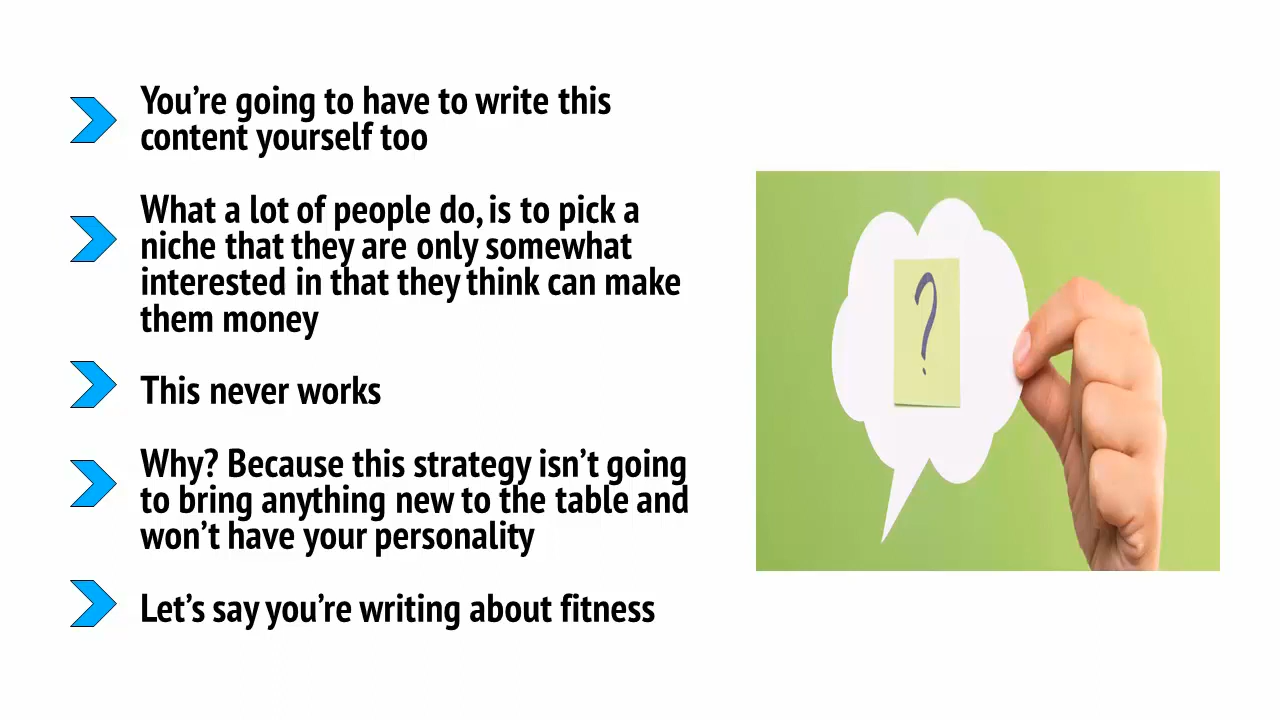 You're going to have to write this
content yourself too
What a lot of people do, is to pick a
niche that they are only somewhat
interested in that they think can make
them money
This never works
Why? Because this strategy isn't going
to bring anything new to the table and
won't have your personality
Let's say you're writing about fitness
?